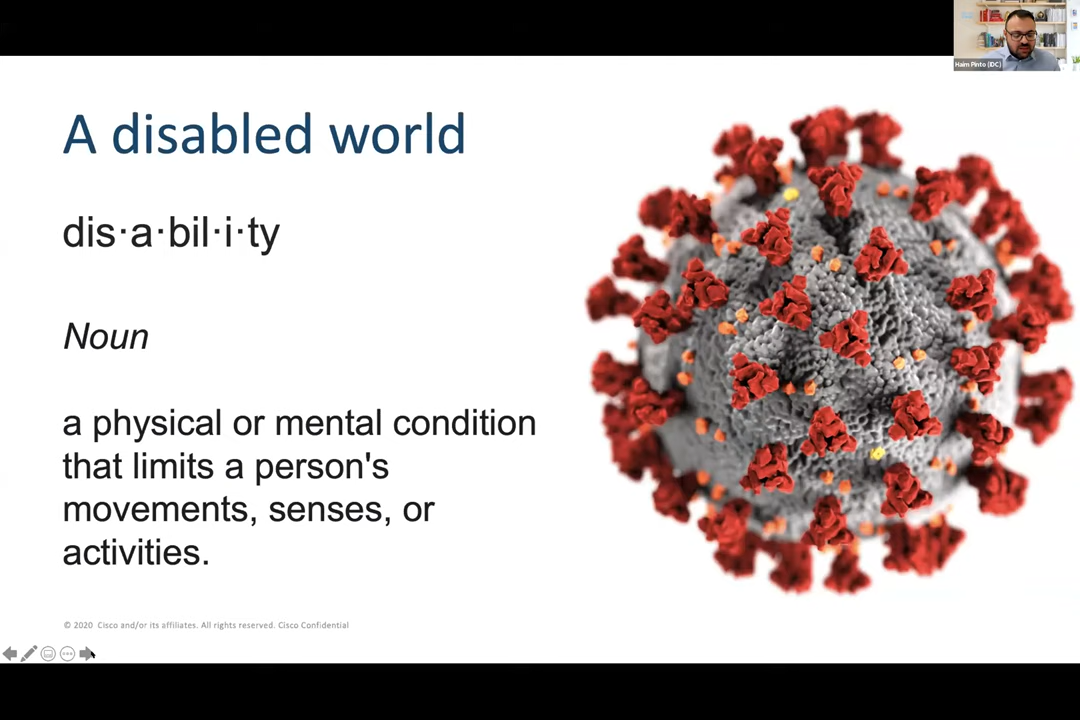 Haim Pinto (IDC)
A disabled world
dis·a·bil·i·ty
Noun
a physical or mental condition
that limits a person's
movements, senses, or
activities.
© 2020 Cisco and/or its affiliates. All rights reserved. Cisco Confidential